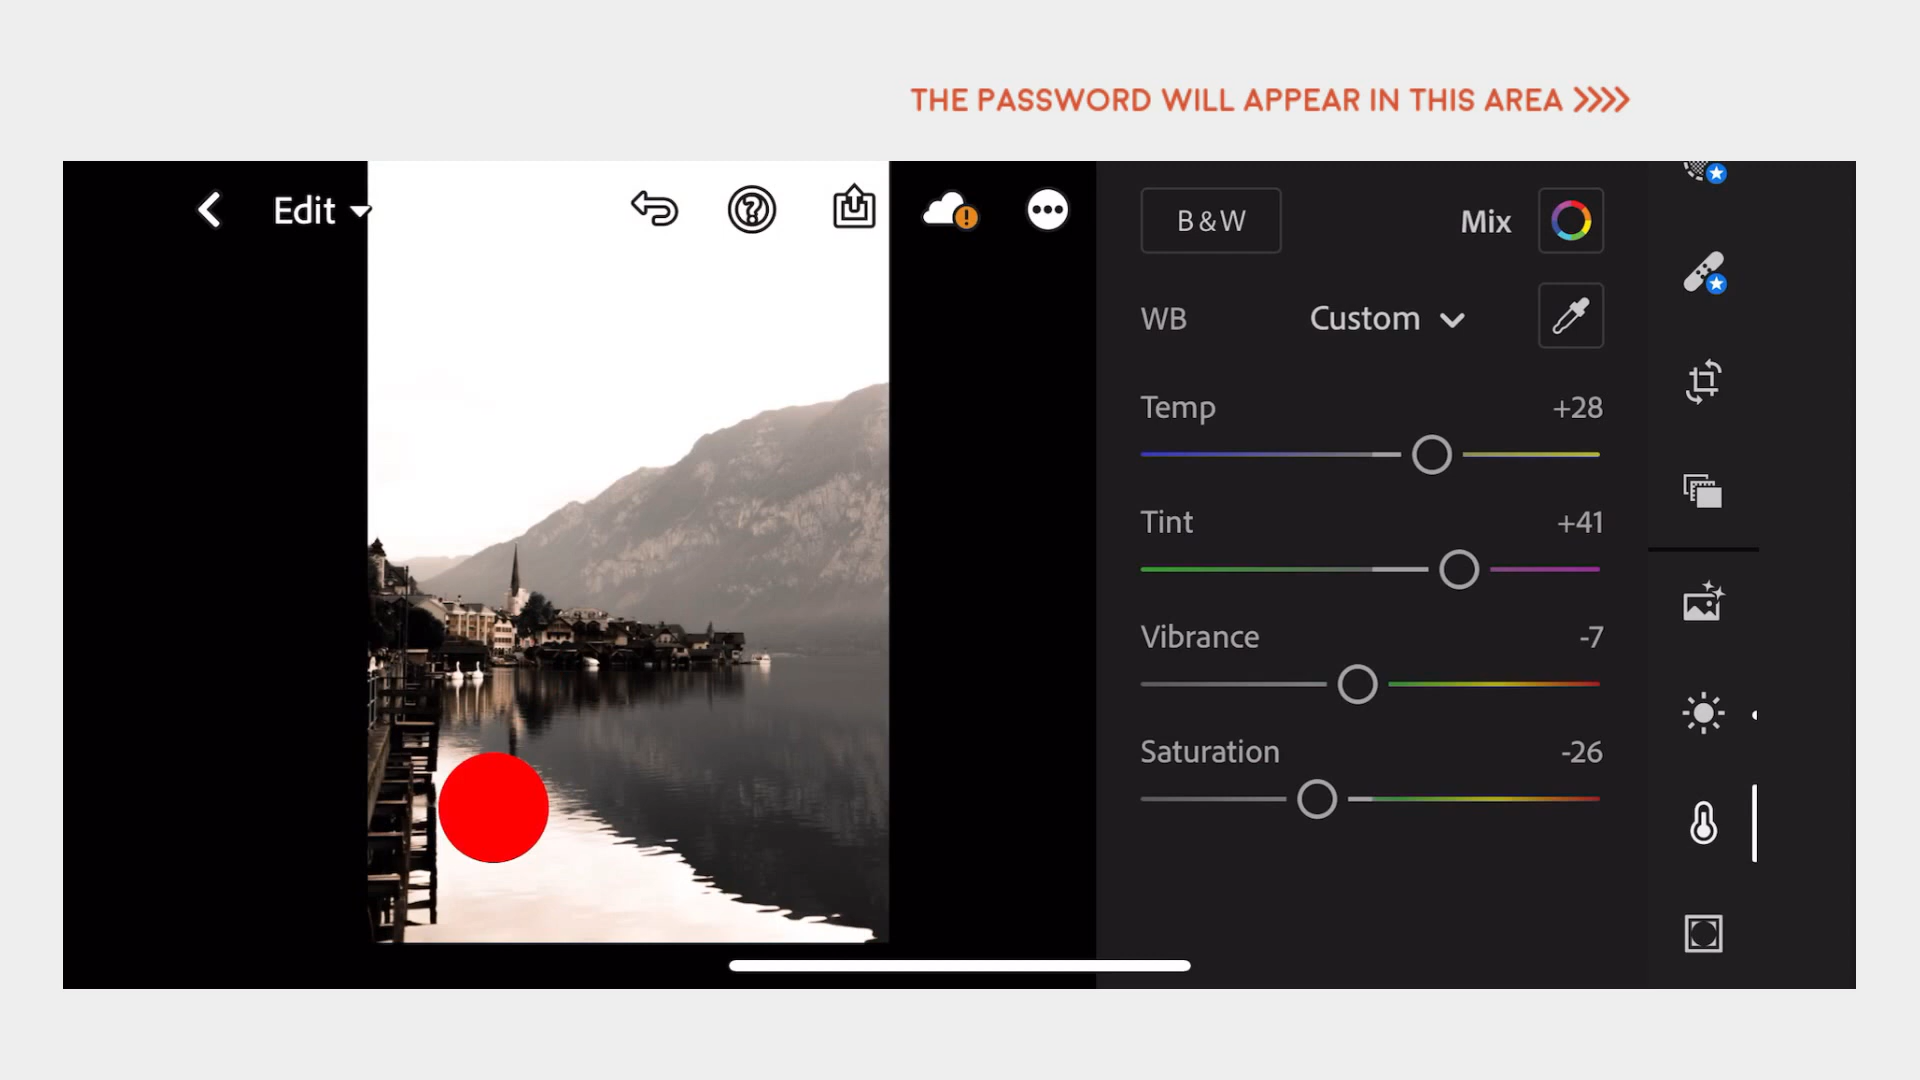 THE PASSWORD WILL APPEAR IN THIS AREA >>>>
Edit
B & W
Mix
WB
Custom
Temp
+28
Tint
+41
Vibrance
-7
Saturation
-26